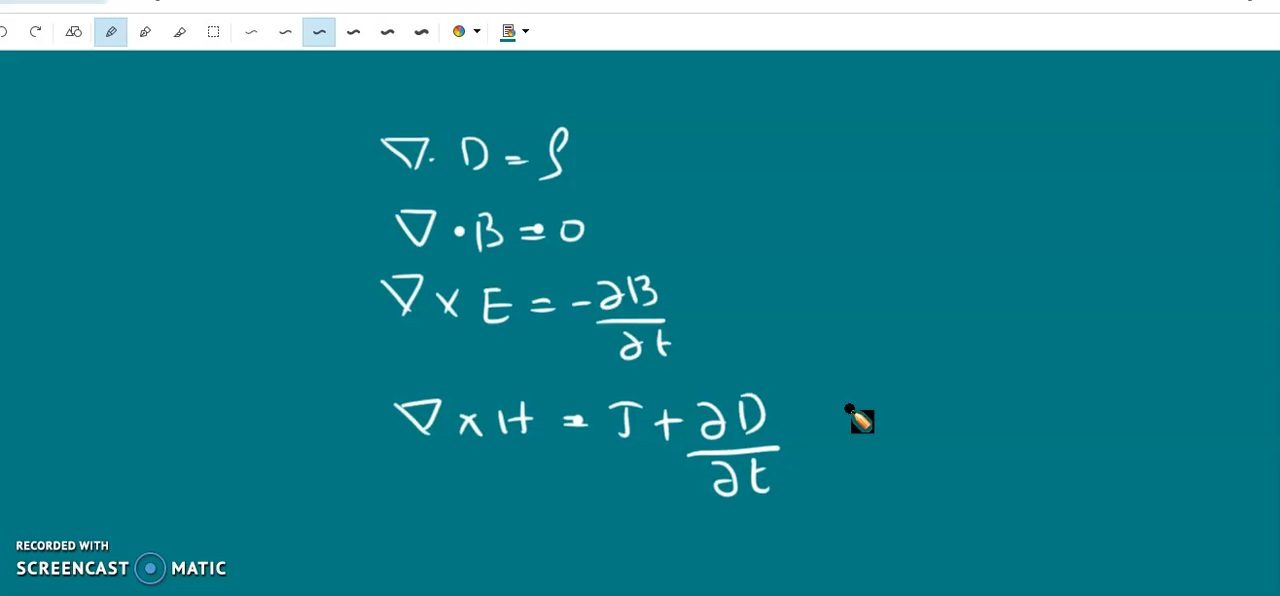 ∇. D = ρ
∇ • B = 0
∇ x E = - ∂B/∂t
∇ x H = J + ∂D/∂t
RECORDED WITH
SCREENCAST MATIC